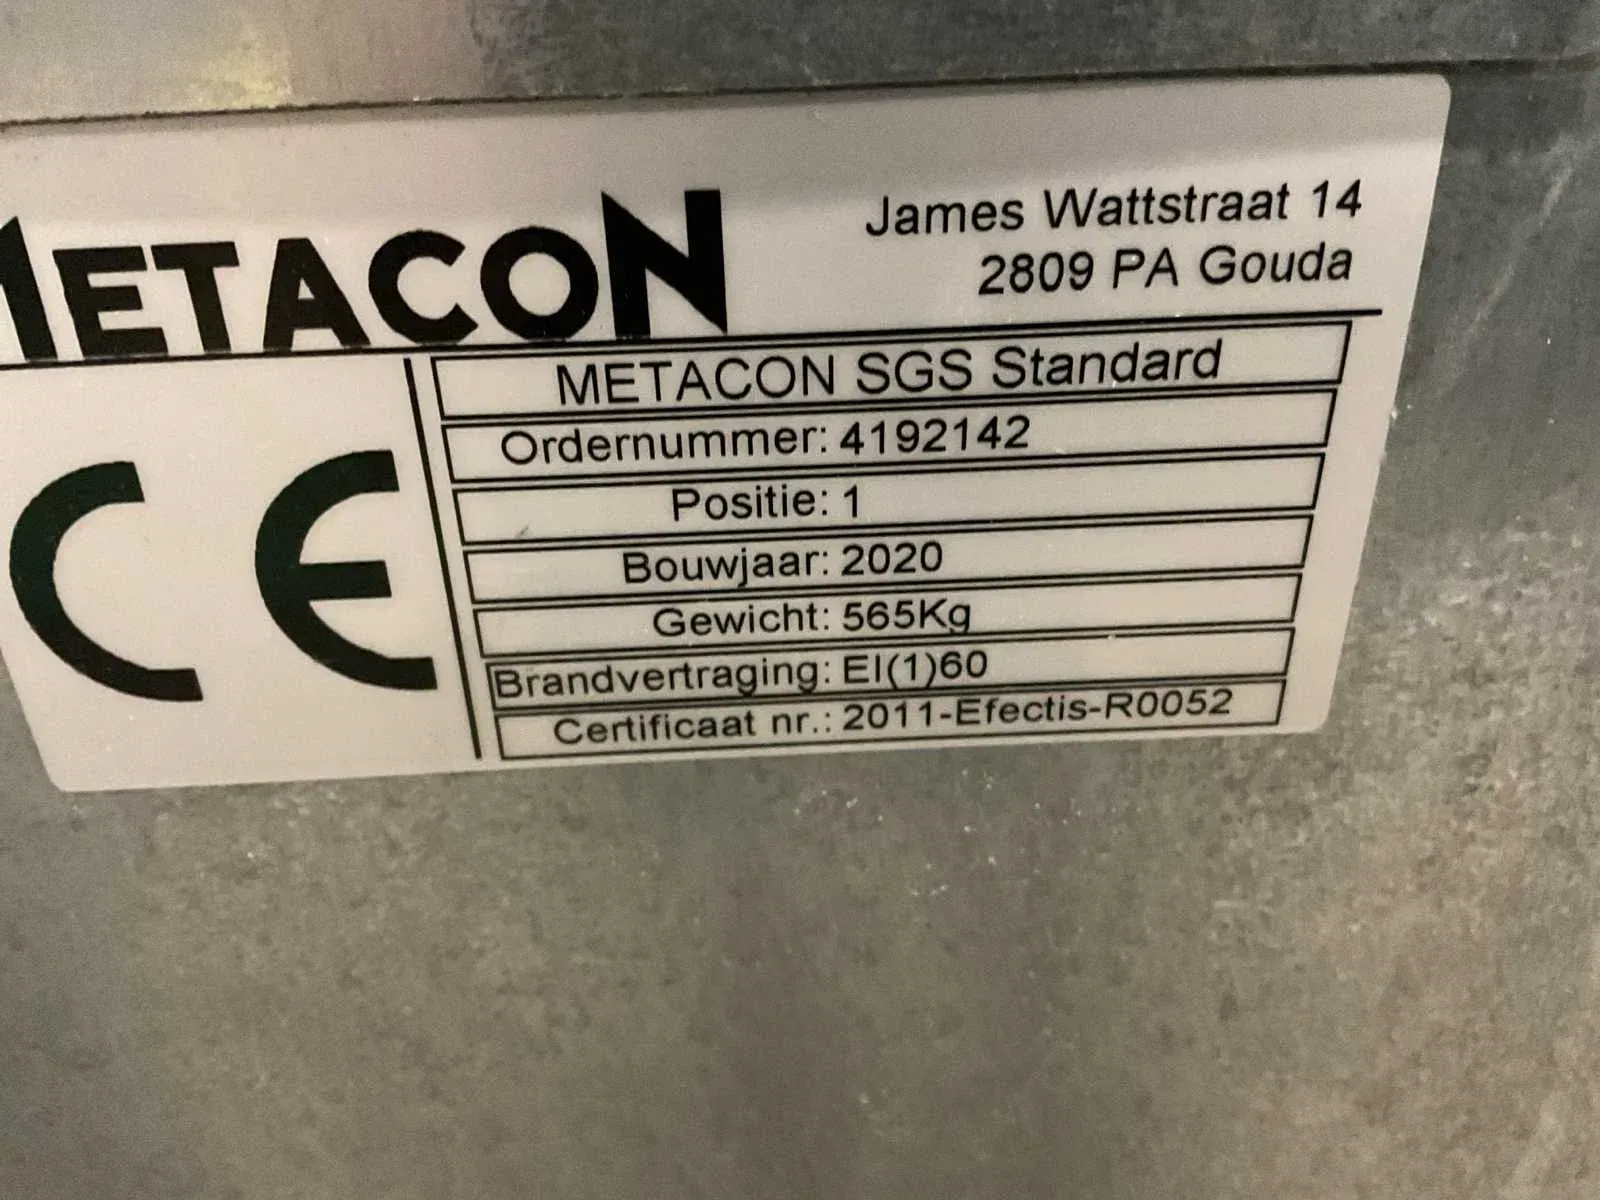 METACON
James Wattstraat 14
2809 PA Gouda
CE
METACON SGS Standard
Ordernummer: 4192142
Positie: 1
Bouwjaar: 2020
Gewicht: 565Kg
Brandvertraging: EI(1)60
Certificaat nr.: 2011-Efectis-R0052